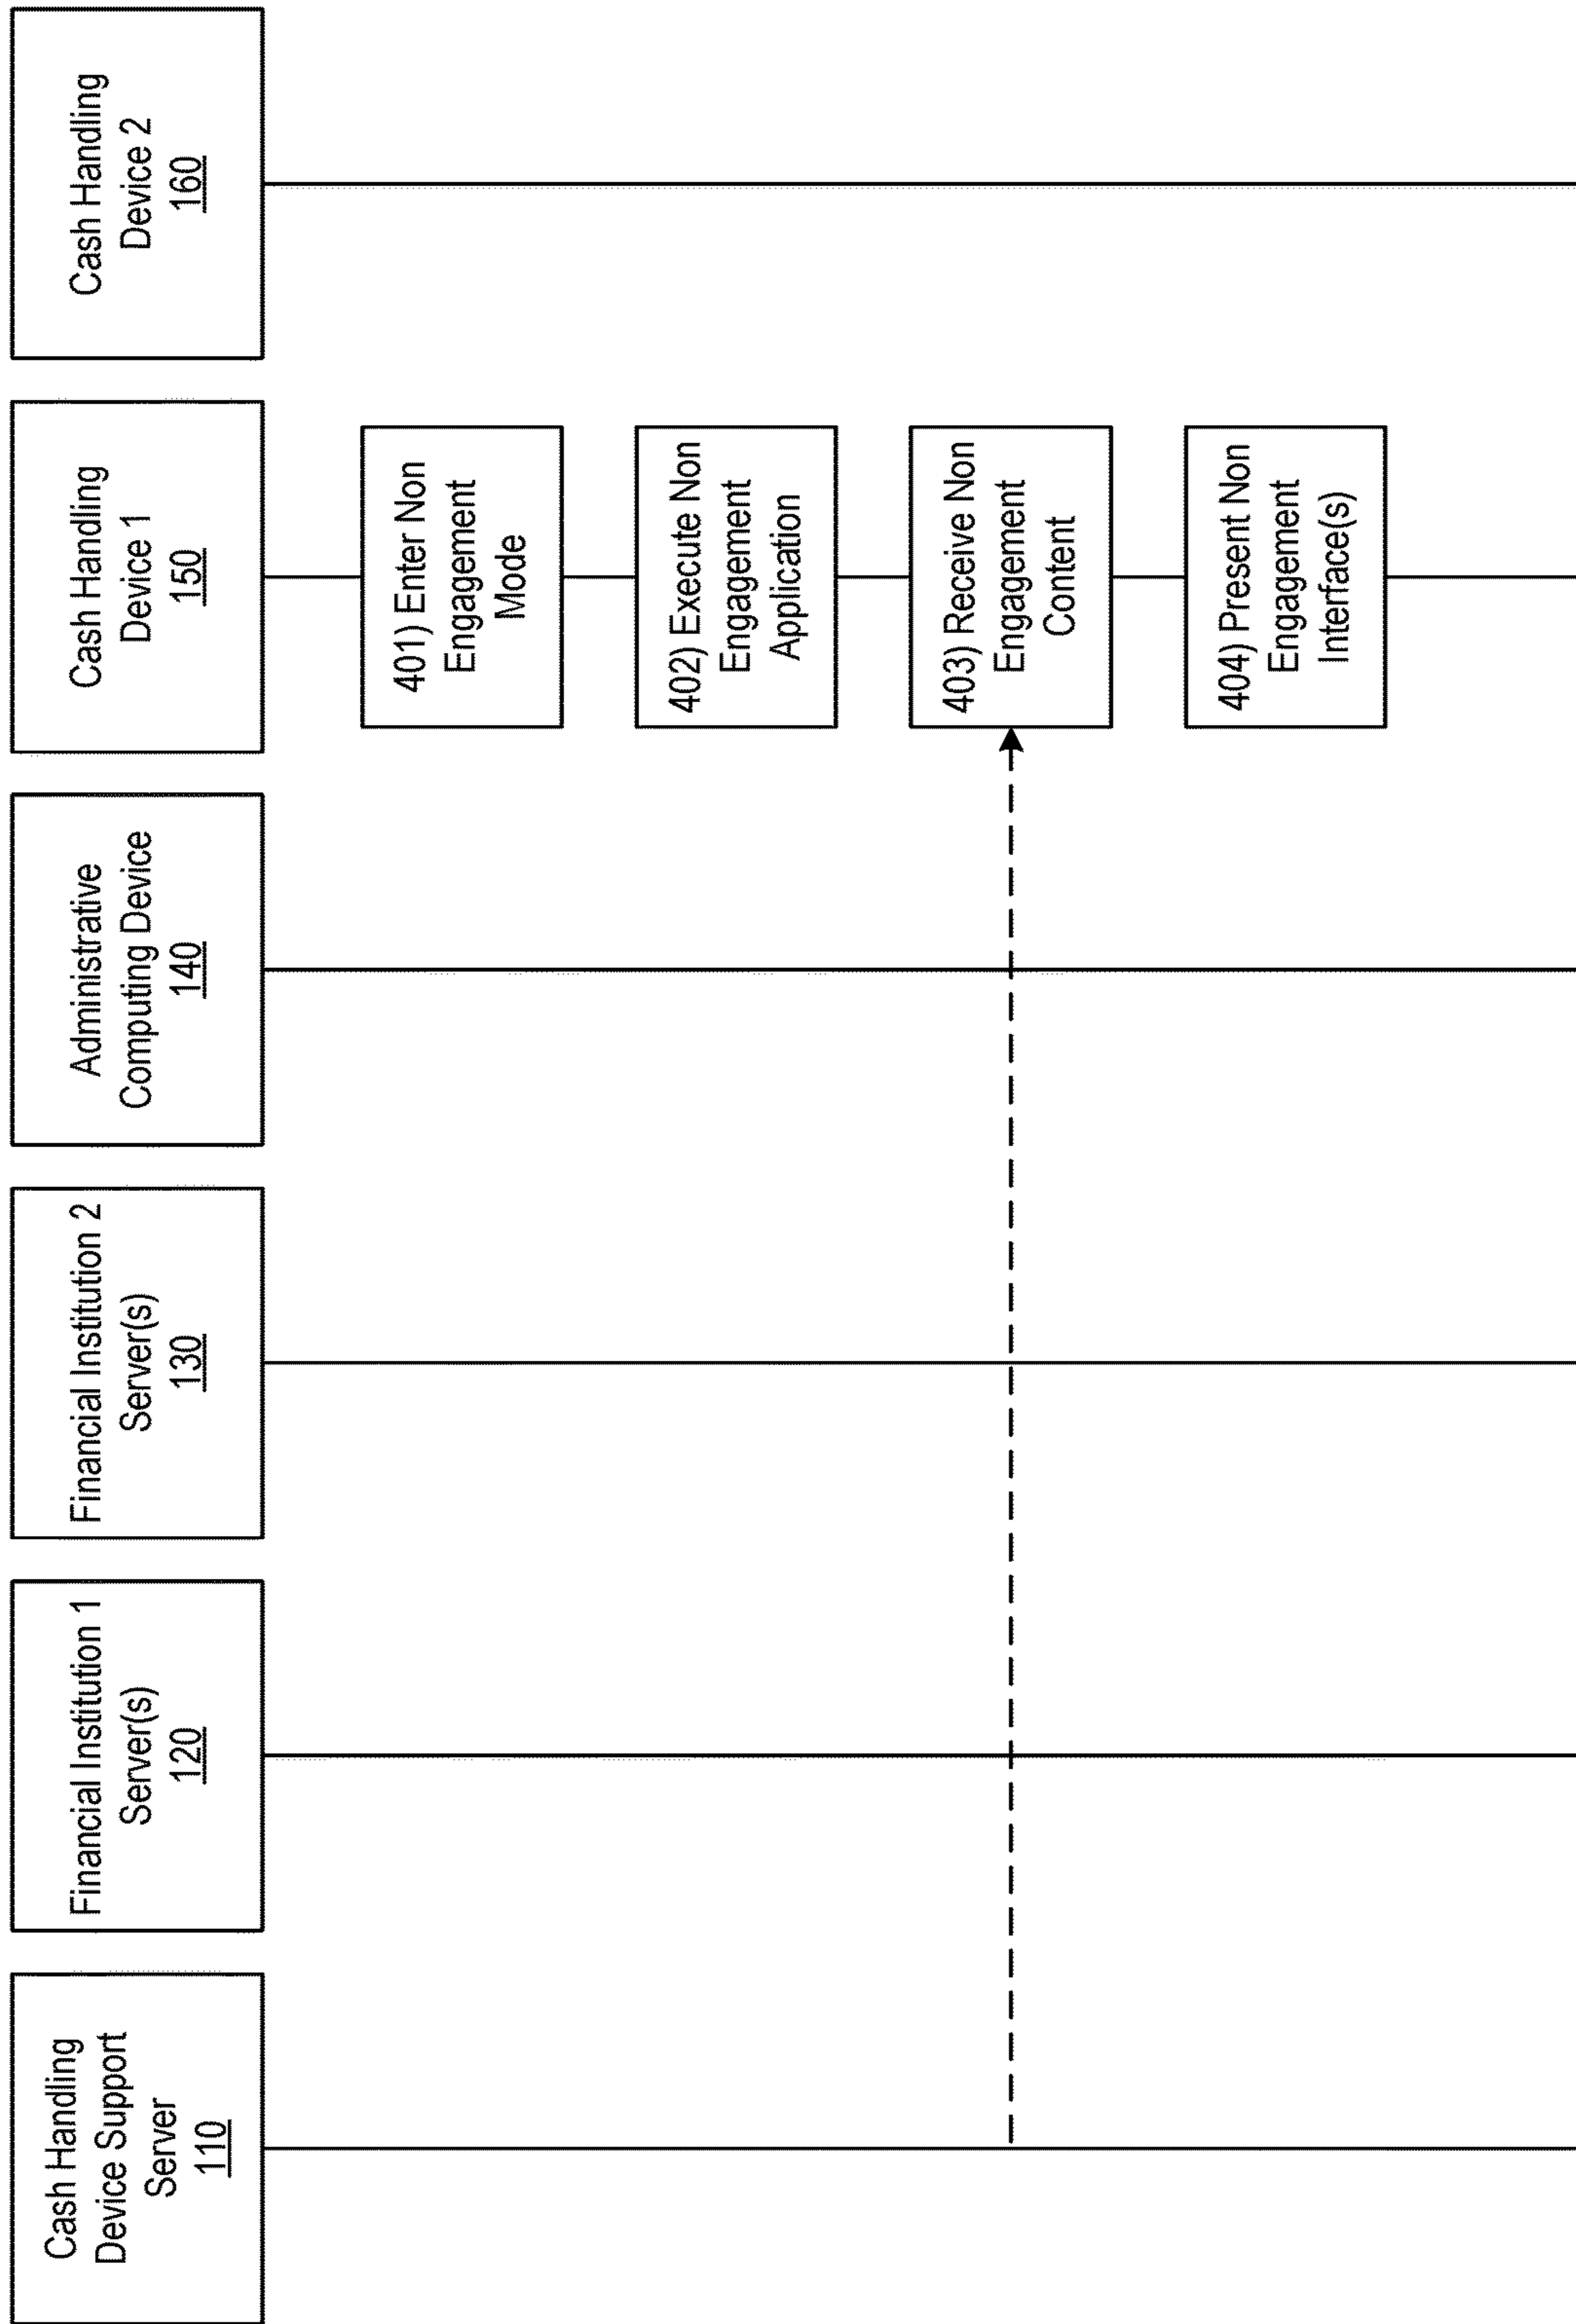 Cash Handling
Device Support
Server
110
Financial Institution 1
Server(s)
120
Financial Institution 2
Server(s)
130
Administrative
Computing Device
140
Cash Handling
Device 1
150
Cash Handling
Device 2
160
401) Enter Non
Engagement
Mode
402) Execute Non
Engagement
Application
403) Receive Non
Engagement
Content
404) Present Non
Engagement
Interface(s)